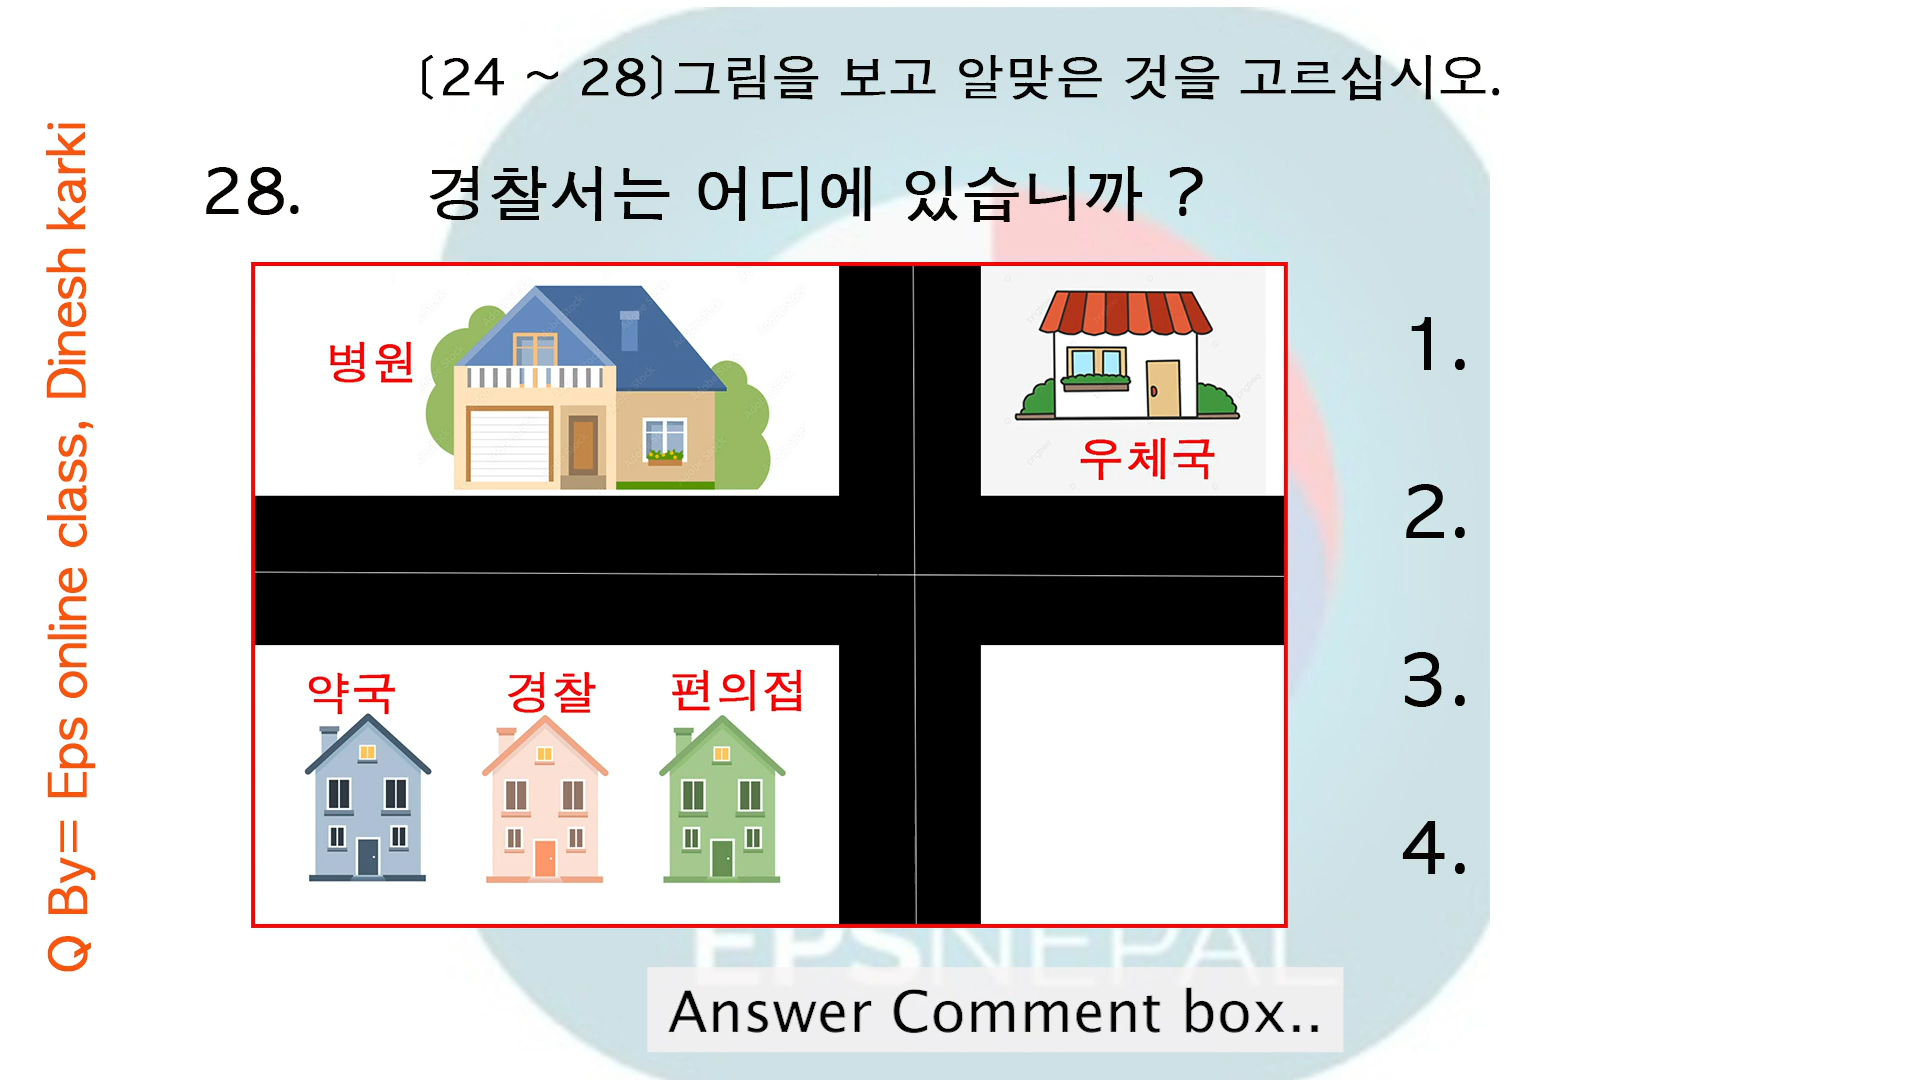 [24 ~ 28]그림을 보고 알맞은 것을 고르십시오.
28. 경찰서는 어디에 있습니까 ?
병원
우체국
약국 경찰 편의접
1.
2.
3.
4.
Q By= Eps online class, Dinesh karki
EPSNEPAL
Answer Comment box..